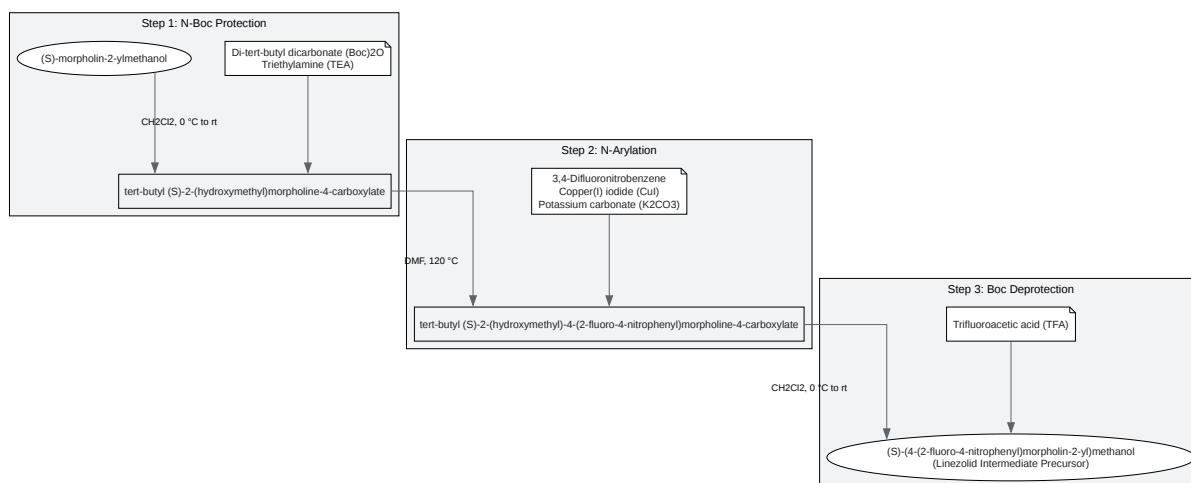 Step 1: N-Boc Protection
(S)-morpholin-2-ylmethanol
Di-tert-butyl dicarbonate (Boc)2O
Triethylamine (TEA)
CH2Cl2, 0 °C to rt
tert-butyl (S)-2-(hydroxymethyl)morpholine-4-carboxylate
Step 2: N-Arylation
3,4-Difluoronitrobenzene
Copper(I) iodide (CuI)
Potassium carbonate (K2CO3)
DMF, 120 °C
tert-butyl (S)-2-(hydroxymethyl)-4-(2-fluoro-4-nitrophenyl)morpholine-4-carboxylate
Step 3: Boc Deprotection
Trifluoroacetic acid (TFA)
CH2Cl2, 0 °C to rt
(S)-(4-(2-fluoro-4-nitrophenyl)morpholin-2-yl)methanol
(Linezolid Intermediate Precursor)